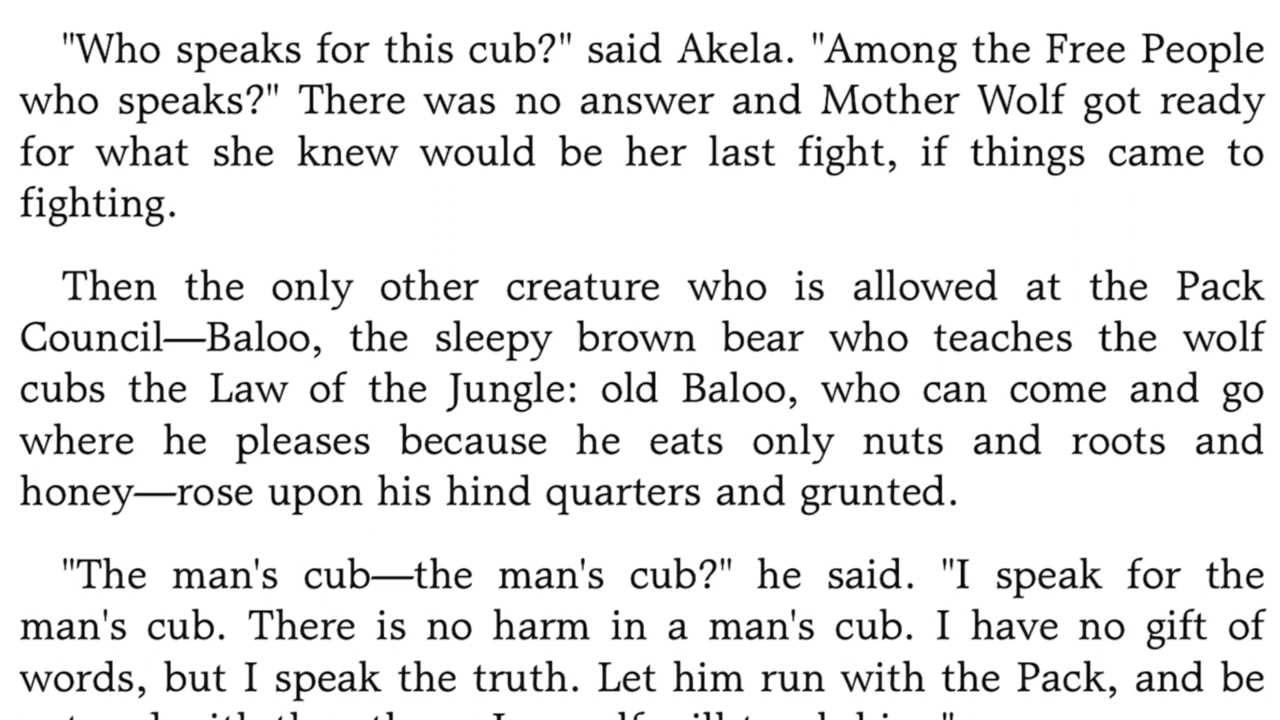 "Who speaks for this cub?" said Akela. "Among the Free People
who speaks?" There was no answer and Mother Wolf got ready
for what she knew would be her last fight, if things came to
fighting.
Then the only other creature who is allowed at the Pack
Council—Baloo, the sleepy brown bear who teaches the wolf
cubs the Law of the Jungle: old Baloo, who can come and go
where he pleases because he eats only nuts and roots and
honey—rose upon his hind quarters and grunted.
"The man's cub—the man's cub?" he said. "I speak for the
man's cub. There is no harm in a man's cub. I have no gift of
words, but I speak the truth. Let him run with the Pack, and be